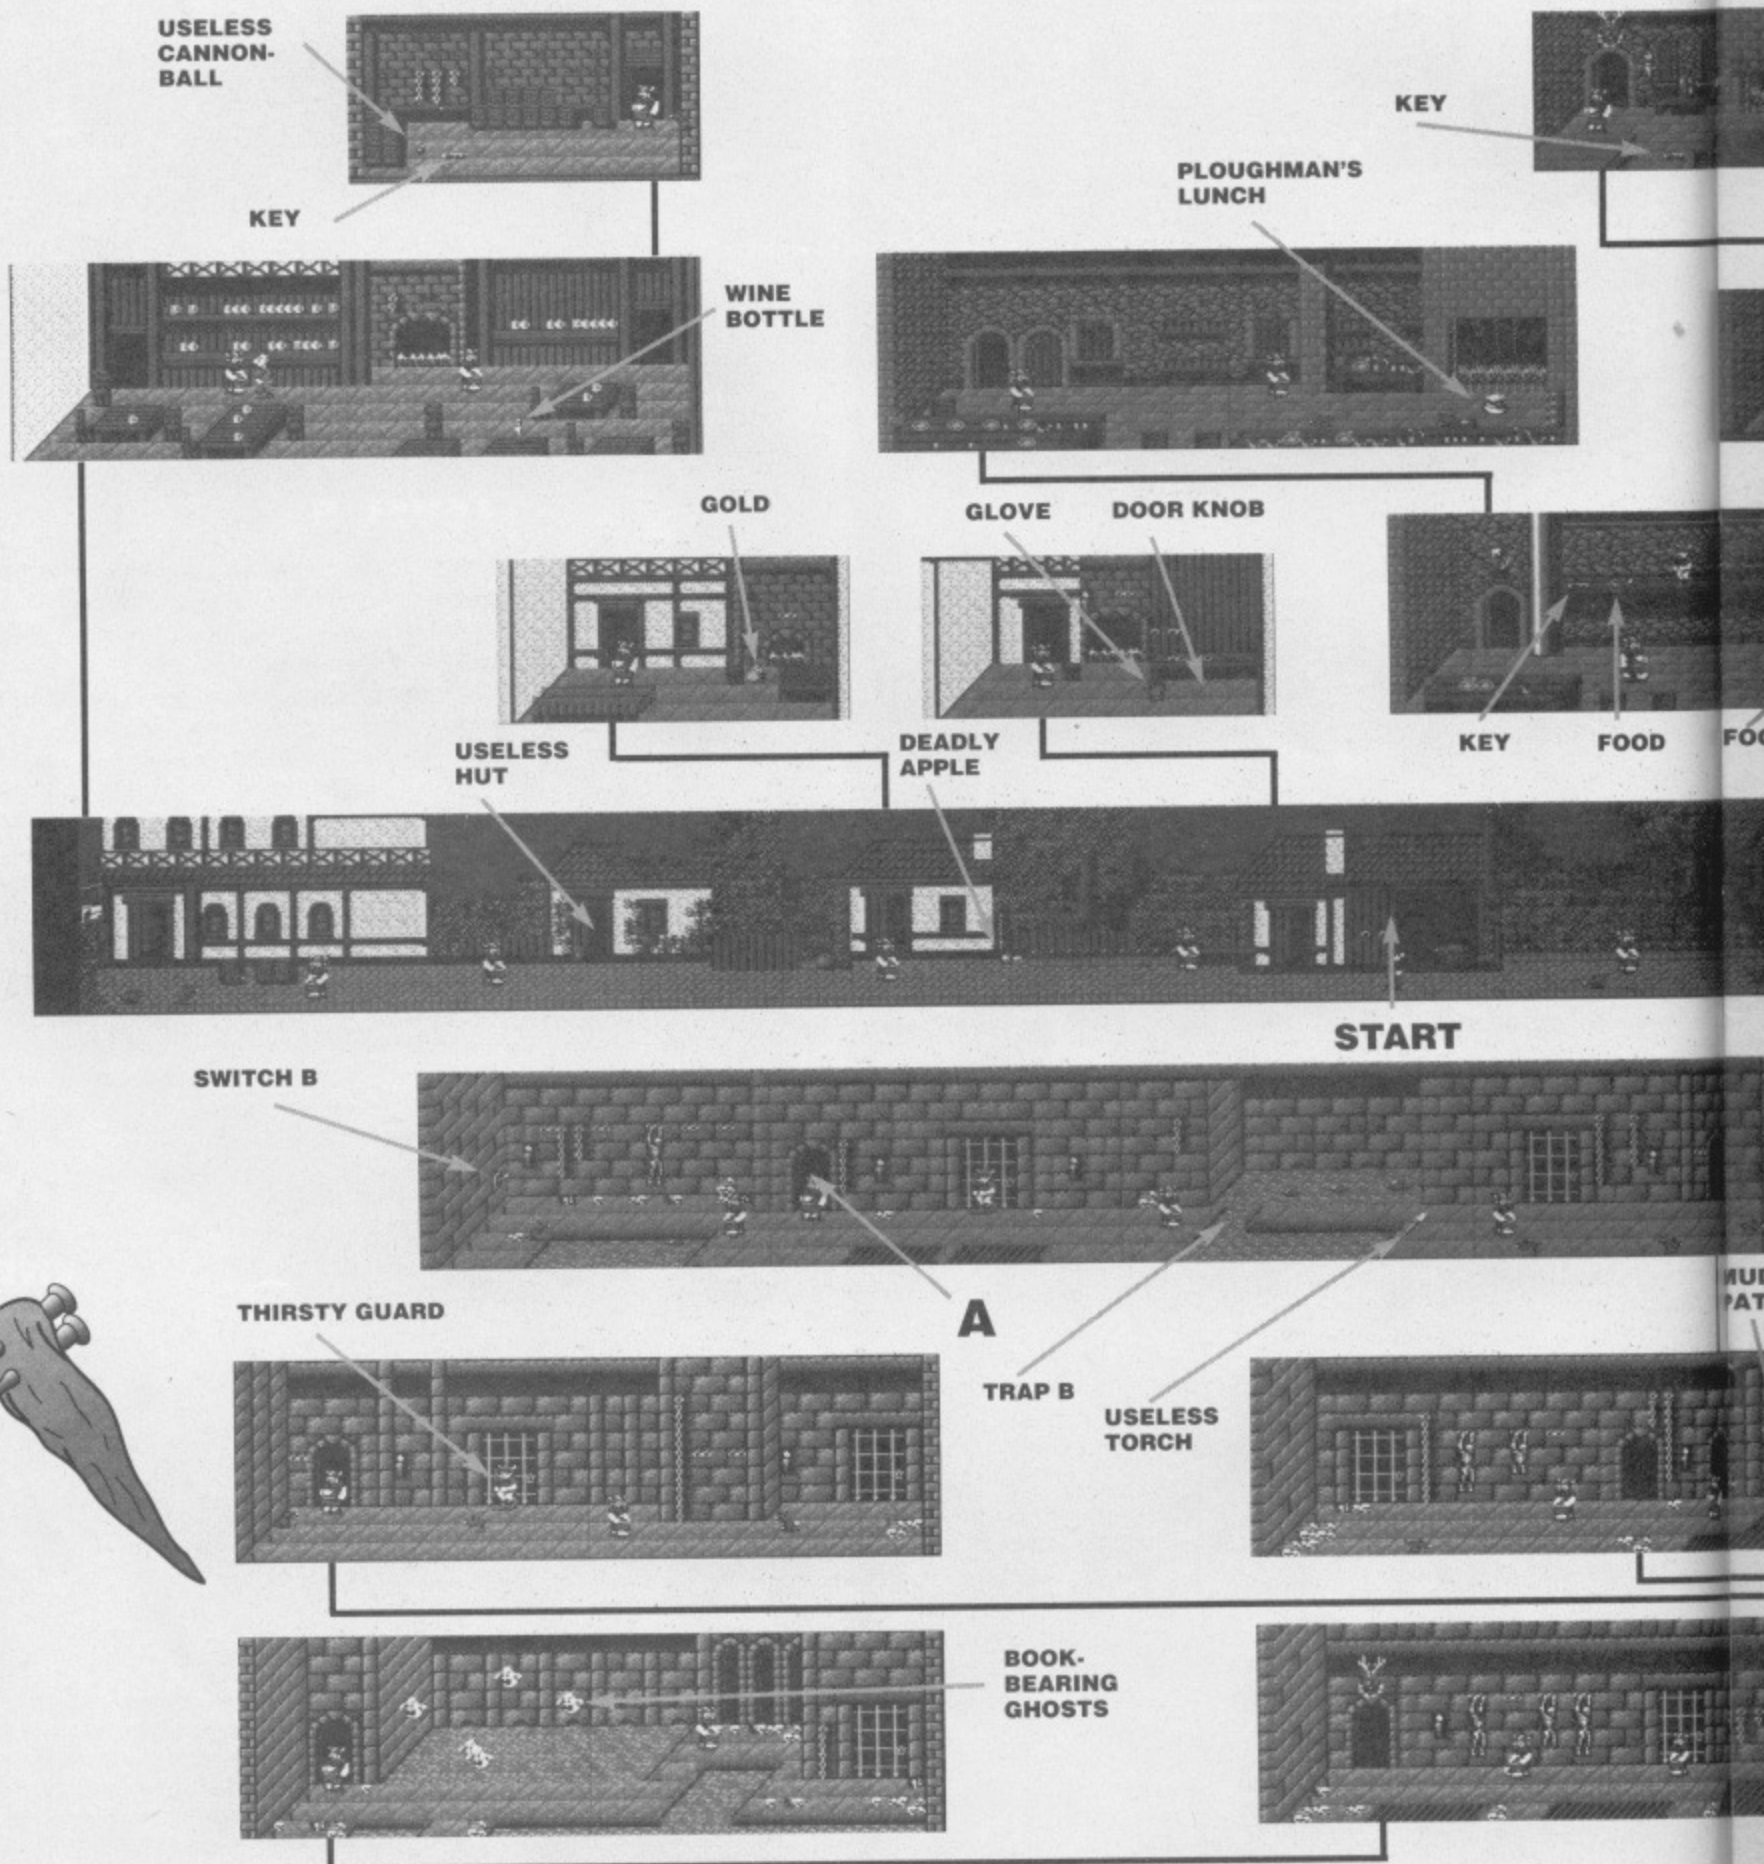 USELESS
CANNON-
BALL
KEY
KEY
PLOUGHMAN'S
LUNCH
WINE
BOTTLE
GOLD
GLOVE
DOOR KNOB
USELESS
HUT
DEADLY
APPLE
KEY
FOOD
START
SWITCH B
THIRSTY GUARD
A
TRAP B
USELESS
TORCH
BOOK-
BEARING
GHOSTS